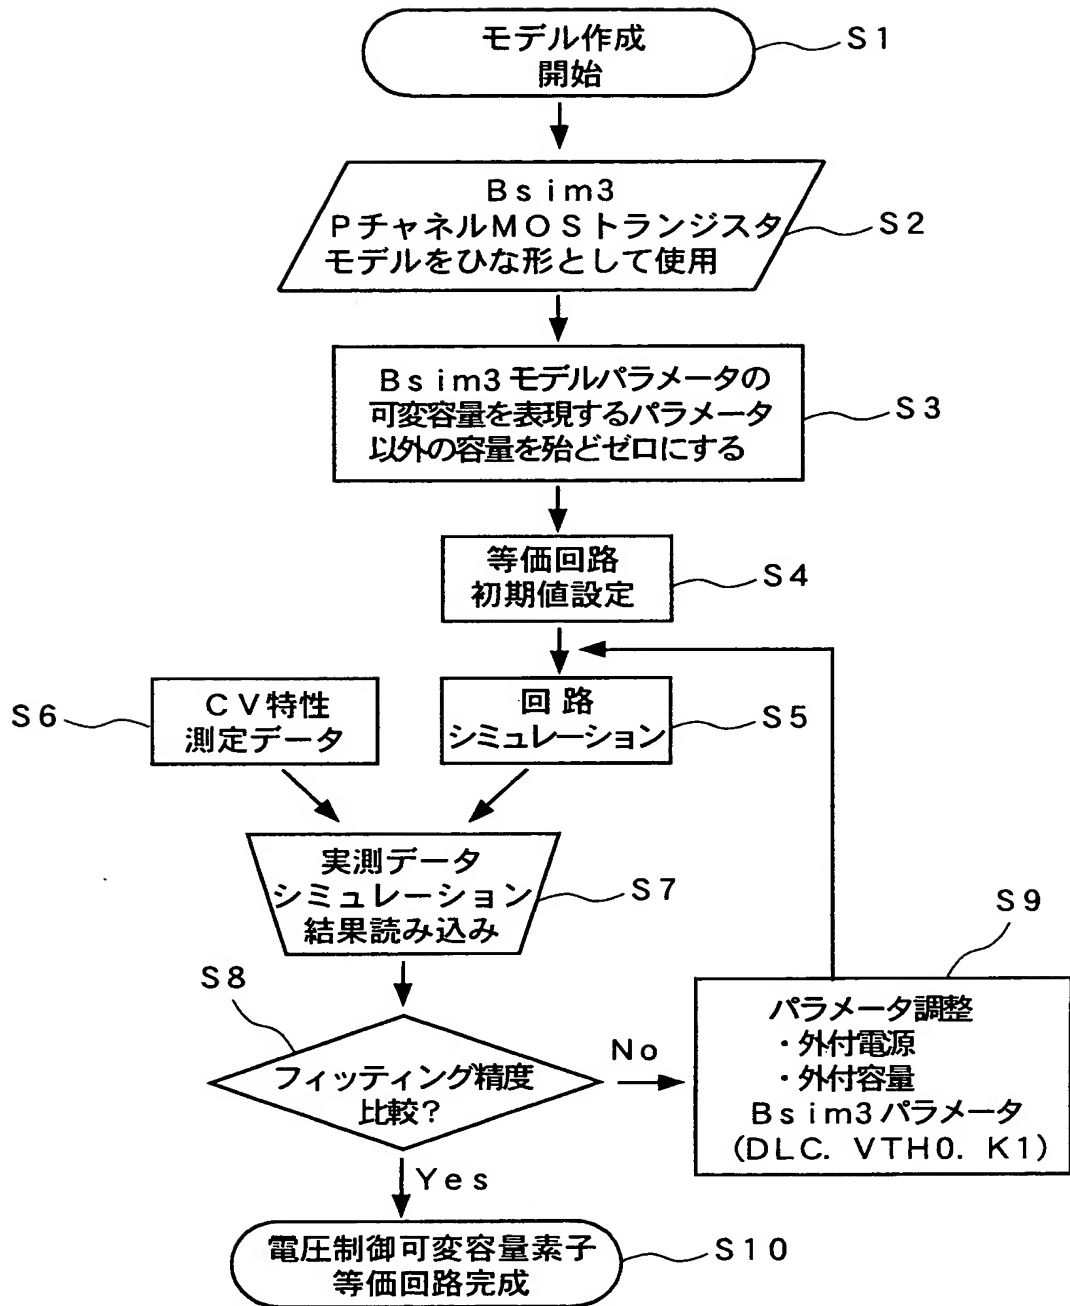 モデル作成
開始
S1
Bsim3
PチャネルMOSトランジスタ
モデルをひな形として使用
S2
Bsim3モデルパラメータの
可変容量を表現するパラメータ
以外の容量を殆どゼロにする
S3
等価回路
初期値設定
S4
回路
シミュレーション
S5
S6
CV特性
測定データ
実測データ
シミュレーション
結果読み込み
S7
S8
フィッティング精度
比較?
No
Yes
S9
パラメータ調整
・外付電源
・外付容量
Bsim3パラメータ
(DLC. VTH0. K1)
電圧制御可変容量素子
等価回路完成
S10